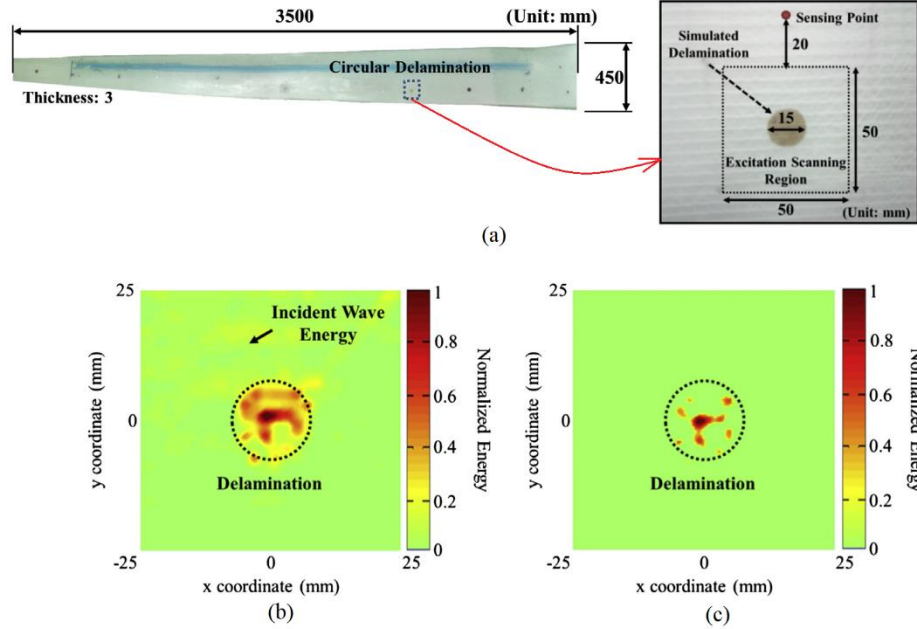 3500
(Unit: mm)
Circular Delamination
450
Thickness: 3
Sensing Point
Simulated
Delamination
20
15
50
Excitation Scanning
Region
50
(Unit: mm)
(a)
25
Incident Wave
Energy
y coordinate (mm)
0
Delamination
-25
0
25
x coordinate (mm)
1
0.8
0.6
0.4
0.2
0
Normalized Energy
(b)
25
y coordinate (mm)
0
Delamination
-25
0
25
x coordinate (mm)
1
0.8
0.6
0.4
0.2
0
Normalized Energy
(c)